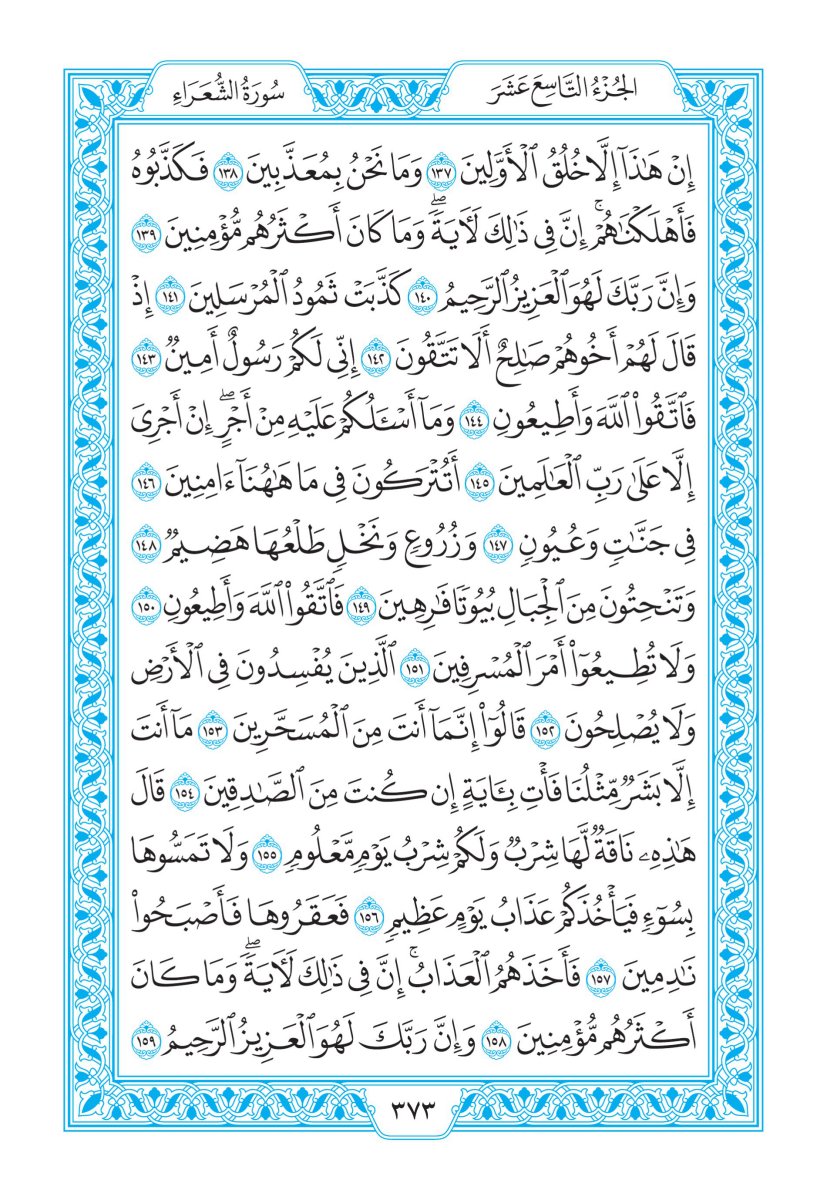 الجُزْءُ التَّاسِعَ عَشَرَ
سُورَةُ الشُّعَرَاءِ
إِنۡ هَٰذَآ إِلَّا خُلُقُ ٱلۡأَوَّلِينَ ١٣٧ وَمَا نَحۡنُ بِمُعَذَّبِينَ ١٣٨ فَكَذَّبُوهُ
فَأَهۡلَكۡنَٰهُمۡۚ إِنَّ فِي ذَٰلِكَ لَأٓيَةٗۖ وَمَا كَانَ أَكۡثَرُهُم مُّؤۡمِنِينَ ١٣٩
وَإِنَّ رَبَّكَ لَهُوَ ٱلۡعَزِيزُ ٱلرَّحِيمُ ١٤٠ كَذَّبَتۡ ثَمُودُ ٱلۡمُرۡسَلِينَ ١٤١ إِذۡ
قَالَ لَهُمۡ أَخُوهُمۡ صَٰلِحٌ أَلَا تَتَّقُونَ ١٤٢ إِنِّي لَكُمۡ رَسُولٌ أَمِينٞ ١٤٣
فَٱتَّقُواْ ٱللَّهَ وَأَطِيعُونِ ١٤٤ وَمَآ أَسۡـَٔلُكُمۡ عَلَيۡهِ مِنۡ أَجۡرٍۖ إِنۡ أَجۡرِيَ
إِلَّا عَلَىٰ رَبِّ ٱلۡعَٰلَمِينَ ١٤٥ أَتُتۡرَكُونَ فِي مَا هَٰهُنَآ ءَامِنِينَ ١٤٦
فِي جَنَّٰتٖ وَعُيُونٖ ١٤٧ وَزُرُوعٖ وَنَخۡلٖ طَلۡعُهَا هَضِيمٞ ١٤٨
وَتَنۡحِتُونَ مِنَ ٱلۡجِبَالِ بُيُوتٗا فَٰرِهِينَ ١٤٩ فَٱتَّقُواْ ٱللَّهَ وَأَطِيعُونِ ١٥٠
وَلَا تُطِيعُوٓاْ أَمۡرَ ٱلۡمُسۡرِفِينَ ١٥١ ٱلَّذِينَ يُفۡسِدُونَ فِي ٱلۡأَرۡضِ
وَلَا يُصۡلِحُونَ ١٥٢ قَالُوٓاْ إِنَّمَآ أَنتَ مِنَ ٱلۡمُسَحَّرِينَ ١٥٣ مَآ أَنتَ
إِلَّا بَشَرٞ مِّثۡلُنَا فَأۡتِ بِـَٔايَةٍ إِن كُنتَ مِنَ ٱلصَّٰدِقِينَ ١٥٤ قَالَ
هَٰذِهِۦ نَاقَةٞ لَّهَا شِرۡبٞ وَلَكُمۡ شِرۡبُ يَوۡمٖ مَّعۡلُومٖ ١٥٥ وَلَا تَمَسُّوهَا
بِسُوٓءٖ فَيَأۡخُذَكُمۡ عَذَابُ يَوۡمٍ عَظِيمٖ ١٥٦ فَعَقَرُوهَا فَأَصۡبَحُواْ
نَٰدِمِينَ ١٥٧ فَأَخَذَهُمُ ٱلۡعَذَابُۚ إِنَّ فِي ذَٰلِكَ لَأٓيَةٗۖ وَمَا كَانَ
أَكۡثَرُهُم مُّؤۡمِنِينَ ١٥٨ وَإِنَّ رَبَّكَ لَهُوَ ٱلۡعَزِيزُ ٱلرَّحِيمُ ١٥٩
٣٧٣